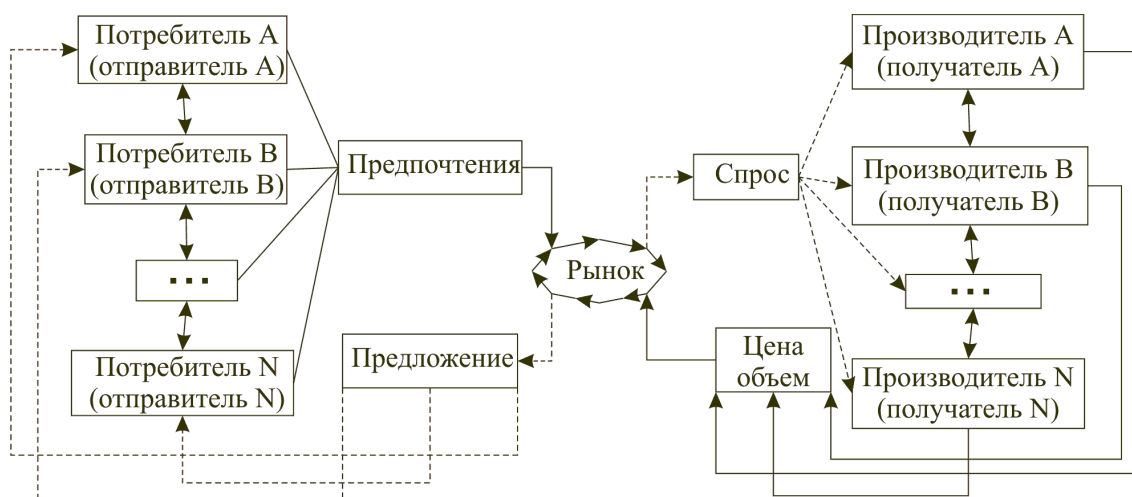 Потребитель А
(отправитель А)
Потребитель В
(отправитель В)
...
Потребитель N
(отправитель N)
Предпочтения
Предложение
Рынок
Спрос
Цена
объем
Производитель А
(получатель А)
Производитель В
(получатель В)
...
Производитель N
(получатель N)